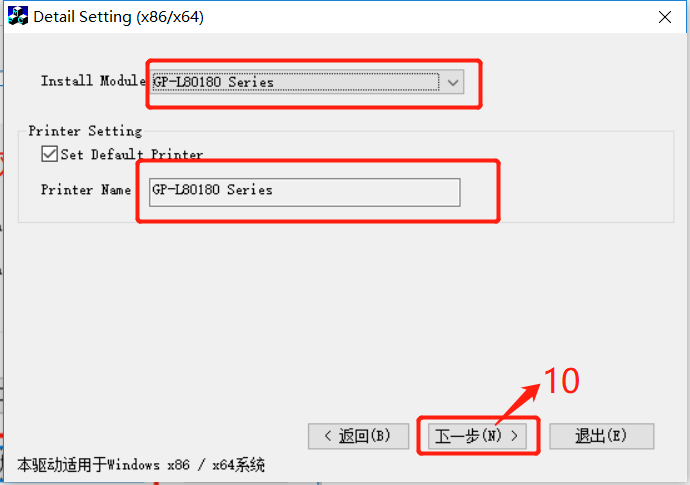 Detail Setting (x86/x64)
Install Module
GP-L80180 Series
Printer Setting
Set Default Printer
Printer Name
GP-L80180 Series
10
< 返回(B)
下一步(N) >
退出(E)
本驱动适用于Windows x86 / x64系统